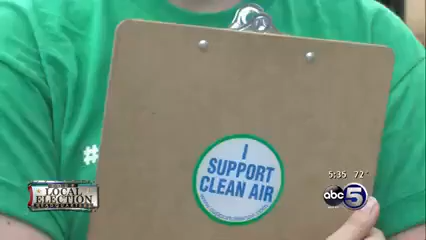 I
SUPPORT
CLEAN AIR
#
LOCAL
ELECTION
5:35 72°
abc 5